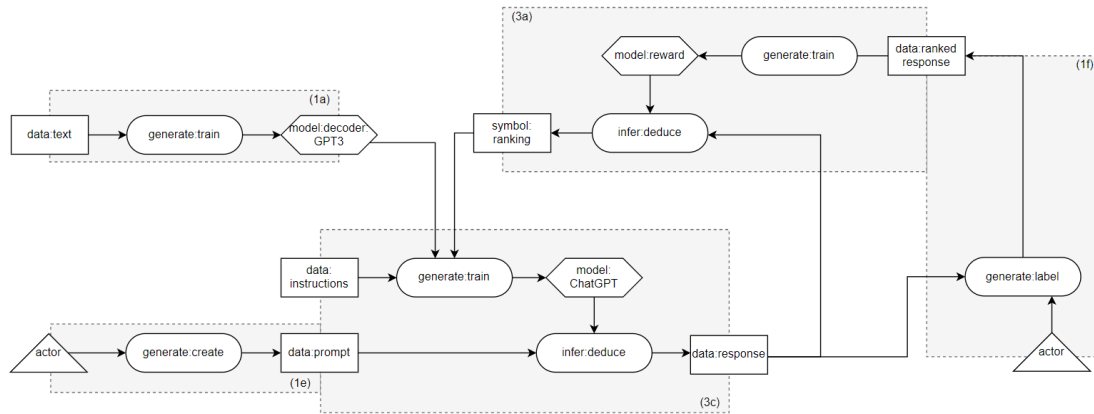 (3a)
model:reward
generate:train
data:ranked
response
(1f)
(1a)
data:text
generate:train
model:decoder:
GPT3
symbol:
ranking
infer:deduce
data:
instructions
generate:train
model:
ChatGPT
generate:label
actor
generate:create
data:prompt
infer:deduce
data:response
actor
(1e)
(3c)